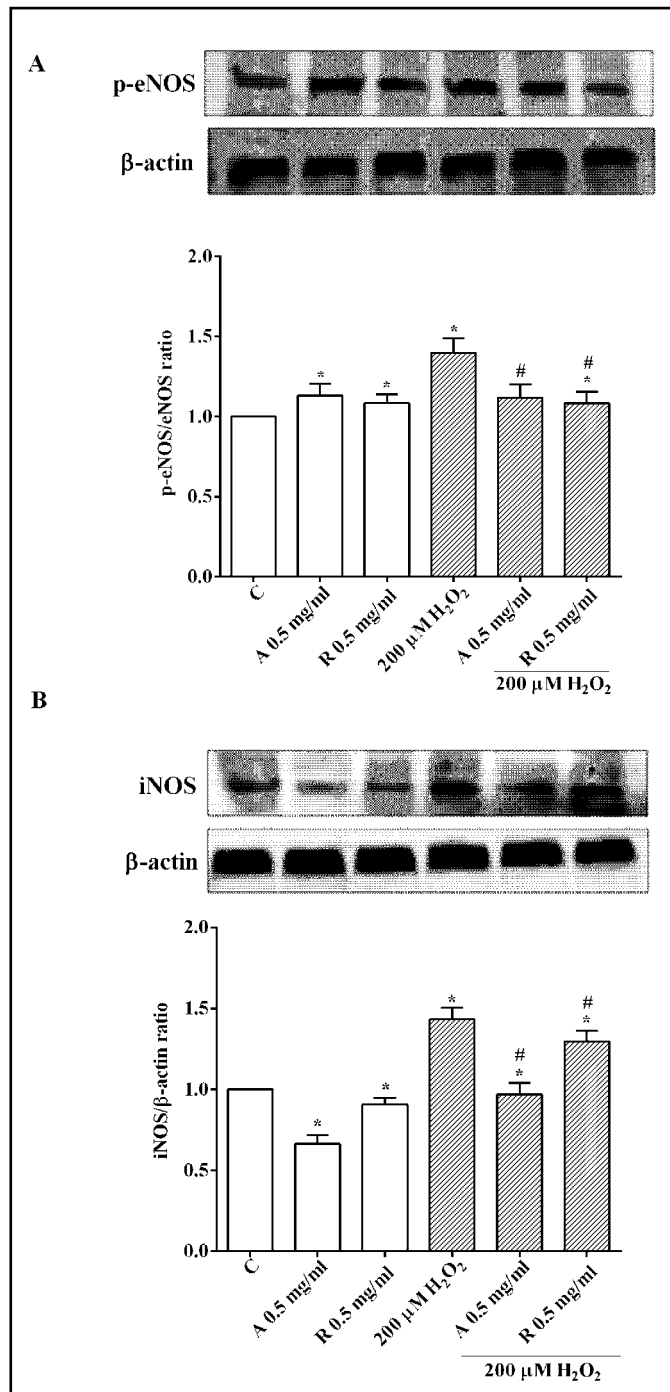 A
p-eNOS
β-actin
2.0
1.5
1.0
0.5
0.0
p-eNOS/eNOS ratio
*
*
*
#
#
*
C
A 0.5 mg/ml
R 0.5 mg/ml
200 μM H₂O₂
A 0.5 mg/ml
R 0.5 mg/ml
200 μM H₂O₂
B
iNOS
β-actin
2.0
1.5
1.0
0.5
0.0
iNOS/β-actin ratio
*
*
*
#
*
#
*
C
A 0.5 mg/ml
R 0.5 mg/ml
200 μM H₂O₂
A 0.5 mg/ml
R 0.5 mg/ml
200 μM H₂O₂